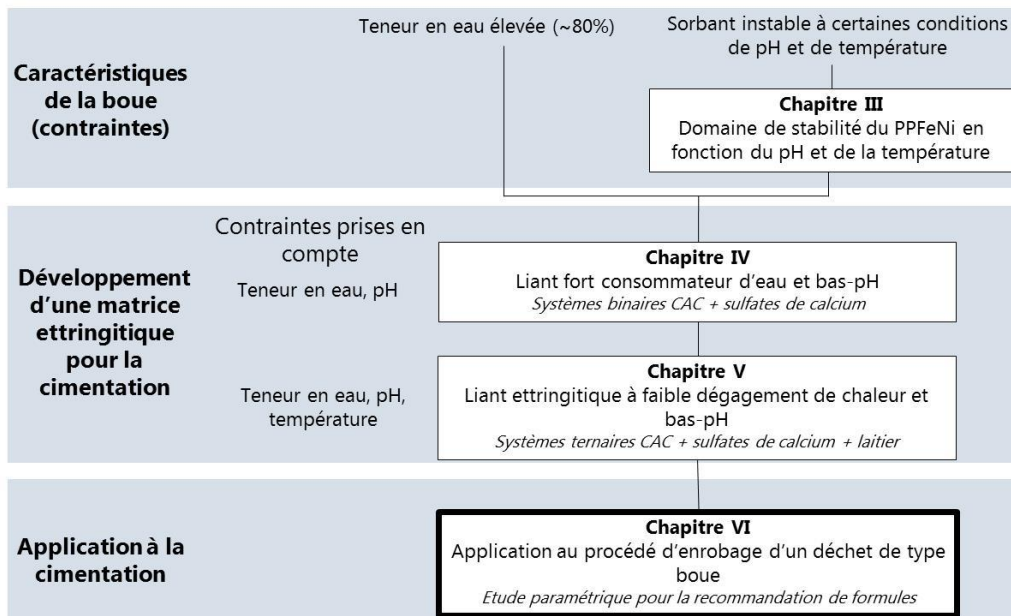 Caractéristiques
de la boue
(contraintes)
Teneur en eau élevée (~80%)
Sorbant instable à certaines conditions
de pH et de température
Chapitre III
Domaine de stabilité du PPFeNi en
fonction du pH et de la température
Développement
d'une matrice
ettringitique
pour la
cimentation
Contraintes prises en
compte
Teneur en eau, pH
Chapitre IV
Liant fort consommateur d'eau et bas-pH
Systèmes binaires CAC + sulfates de calcium
Teneur en eau, pH,
température
Chapitre V
Liant ettringitique à faible dégagement de chaleur et
bas-pH
Systèmes ternaires CAC + sulfates de calcium + laitier
Application à la
cimentation
Chapitre VI
Application au procédé d'enrobage d'un déchet de type
boue
Etude paramétrique pour la recommandation de formules